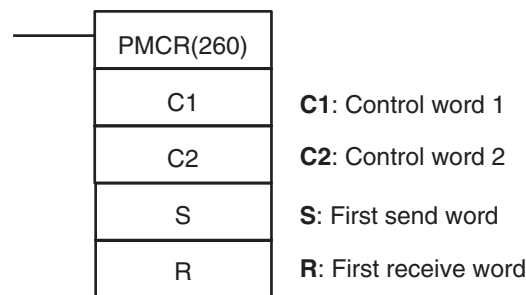 PMCR(260)
C1 C1: Control word 1
C2 C2: Control word 2
S S: First send word
R R: First receive word